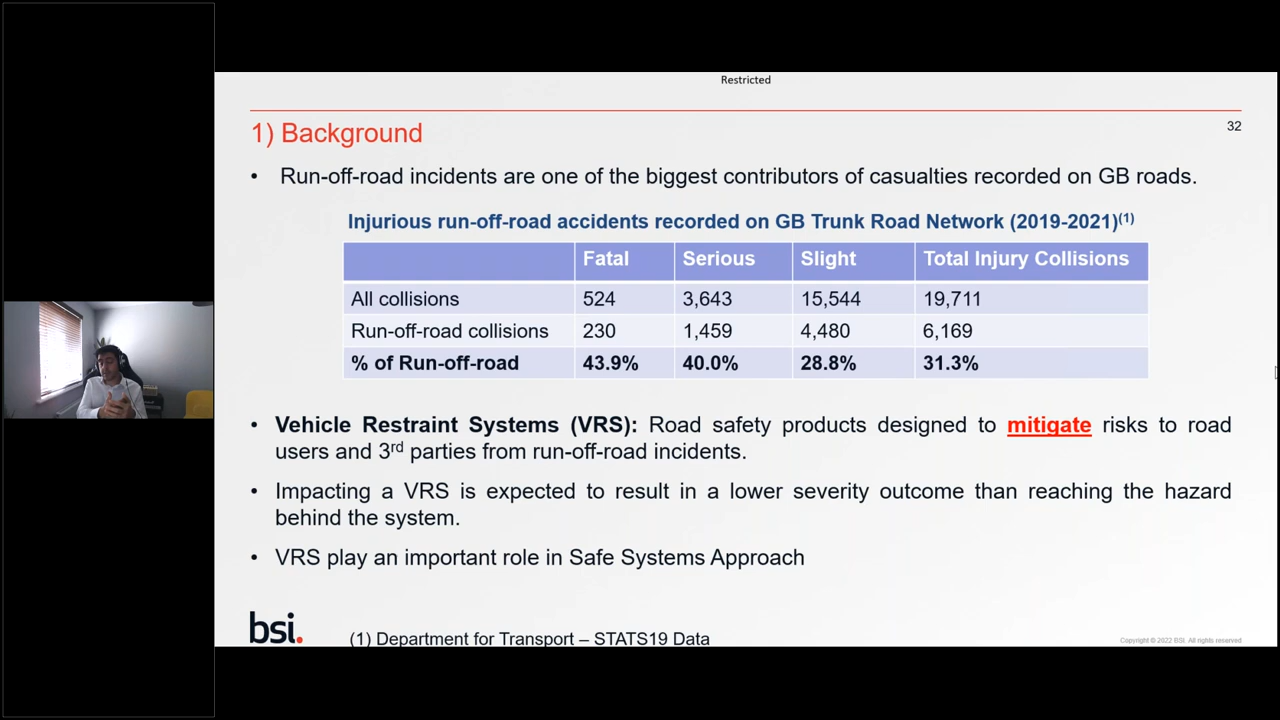 Restricted
32
1) Background
• Run-off-road incidents are one of the biggest contributors of casualties recorded on GB roads.
Injurious run-off-road accidents recorded on GB Trunk Road Network (2019-2021)(1)
Fatal Serious Slight Total Injury Collisions
All collisions 524 3,643 15,544 19,711
Run-off-road collisions 230 1,459 4,480 6,169
% of Run-off-road 43.9% 40.0% 28.8% 31.3%
• Vehicle Restraint Systems (VRS): Road safety products designed to mitigate risks to road
users and 3rd parties from run-off-road incidents.
• Impacting a VRS is expected to result in a lower severity outcome than reaching the hazard
behind the system.
• VRS play an important role in Safe Systems Approach
bsi.
(1) Department for Transport – STATS19 Data
Copyright © 2022 BSI. All rights reserved